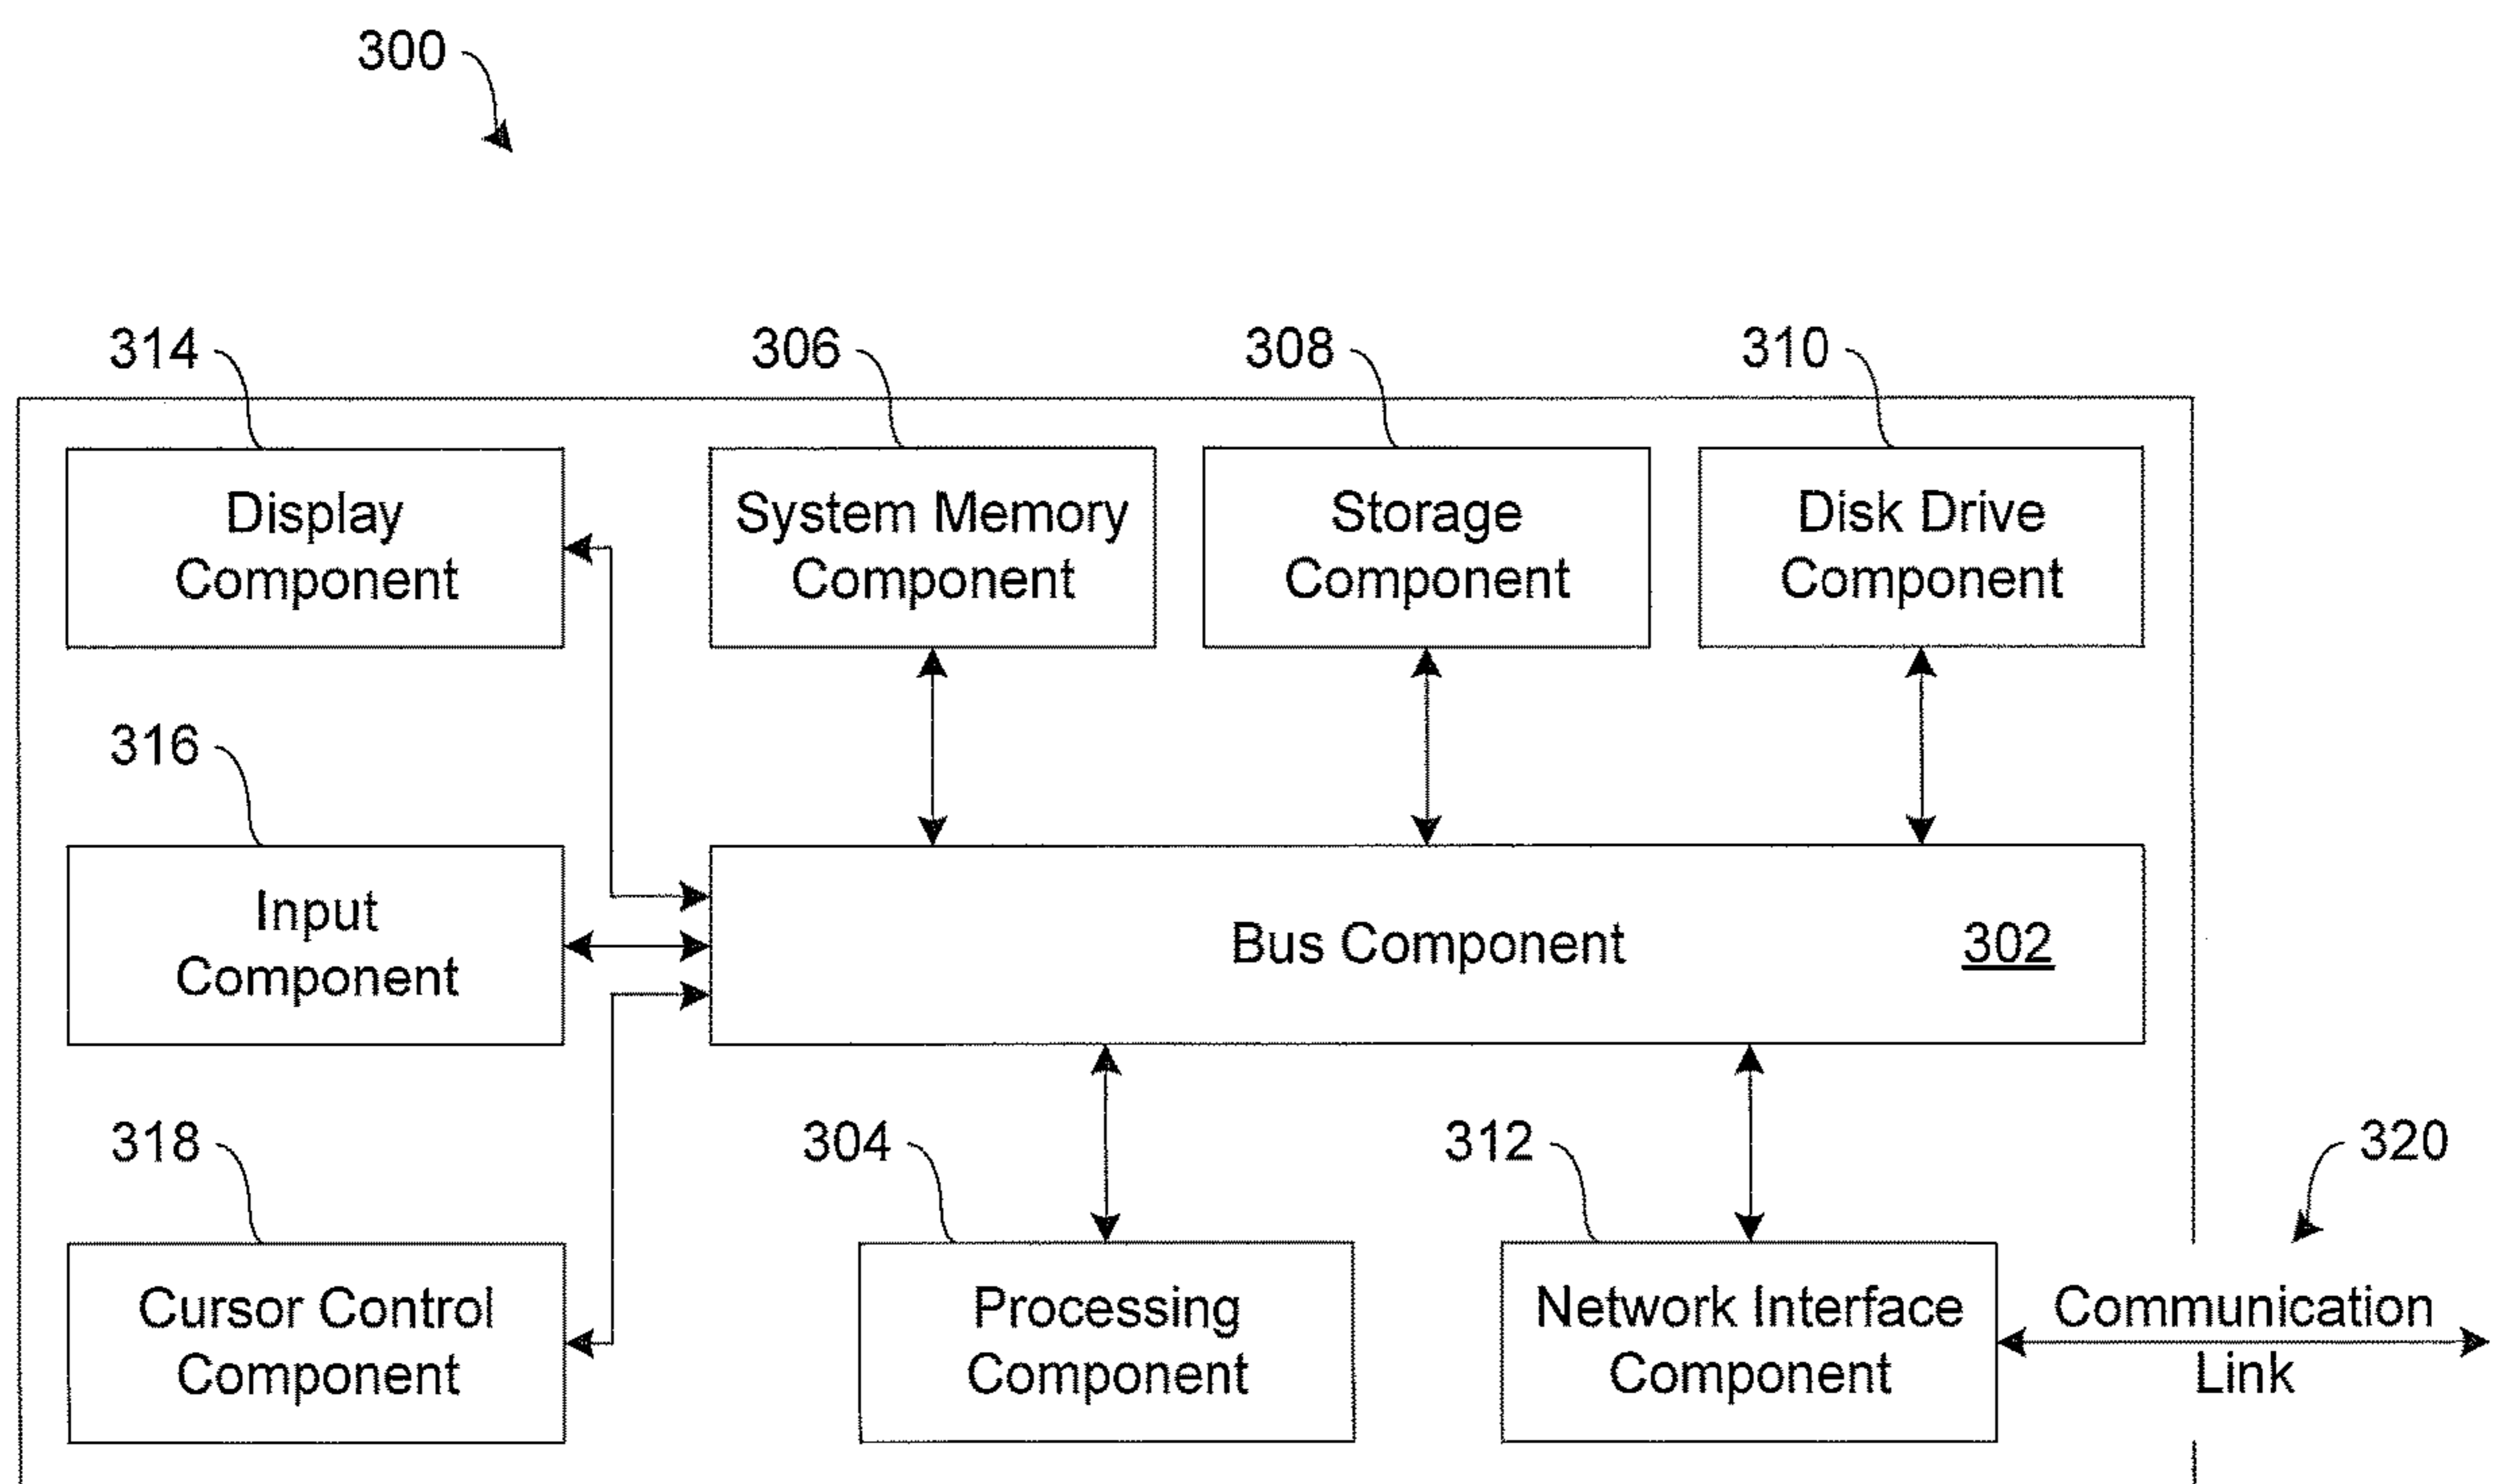 300
314
306
308
310
Display
Component
System Memory
Component
Storage
Component
Disk Drive
Component
316
Input
Component
Bus Component 302
318
304
312
320
Cursor Control
Component
Processing
Component
Network Interface
Component
Communication
Link